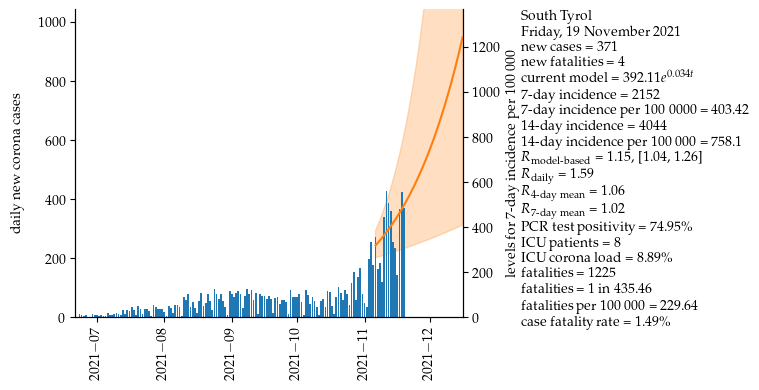 1000
800
600
400
200
0
daily new corona cases
1200
1000
800
600
400
200
0
levels for 7-day incidence per 100 000
2021−07
2021−08
2021−09
2021−10
2021−11
2021−12
South Tyrol
Friday, 19 November 2021
new cases = 371
new fatalities = 4
current model = 392.11e^0.034t
7-day incidence = 2152
7-day incidence per 100 0000 = 403.42
14-day incidence = 4044
14-day incidence per 100 000 = 758.1
R model-based = 1.15, [1.04, 1.26]
R daily = 1.59
R 4-day mean = 1.06
R 7-day mean = 1.02
PCR test positivity = 74.95%
ICU patients = 8
ICU corona load = 8.89%
fatalities = 1225
fatalities = 1 in 435.46
fatalities per 100 000 = 229.64
case fatality rate = 1.49%